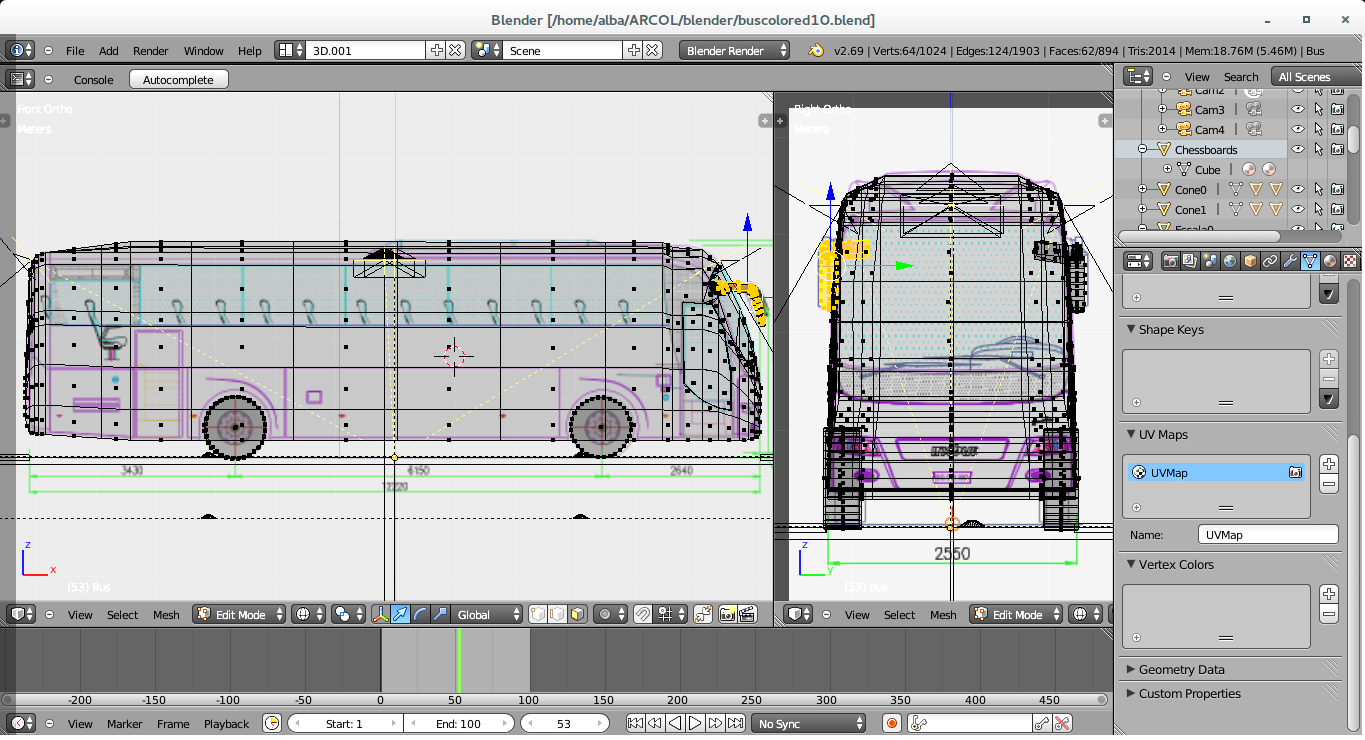 Blender [/home/alba/ARCOL/blender/buscolored10.blend]
File Add Render Window Help 3D.001 Scene Blender Render v2.69 | Verts:64/1024 | Edges:124/1903 | Faces:62/894 | Tris:2014 | Mem:18.76M (5.46M) | Bus
Console Autocomplete
Front Ortho
Meters
3430 6150 2640
12220
z
x
(53) Bus
View Select Mesh Edit Mode Global
Right Ortho
Meters
2550
z
y
(53) Bus
View Select Mesh Edit Mode
-200 -150 -100 -50 0 50 100 150 200 250 300 350 400 450
View Marker Frame Playback Start: 1 End: 100 53 No Sync
View Search All Scenes
Cam2
Cam3
Cam4
Chessboards
Cube
Cone0
Cone1
Escala0
Shape Keys
UV Maps
UVMap
Name: UVMap
Vertex Colors
Geometry Data
Custom Properties